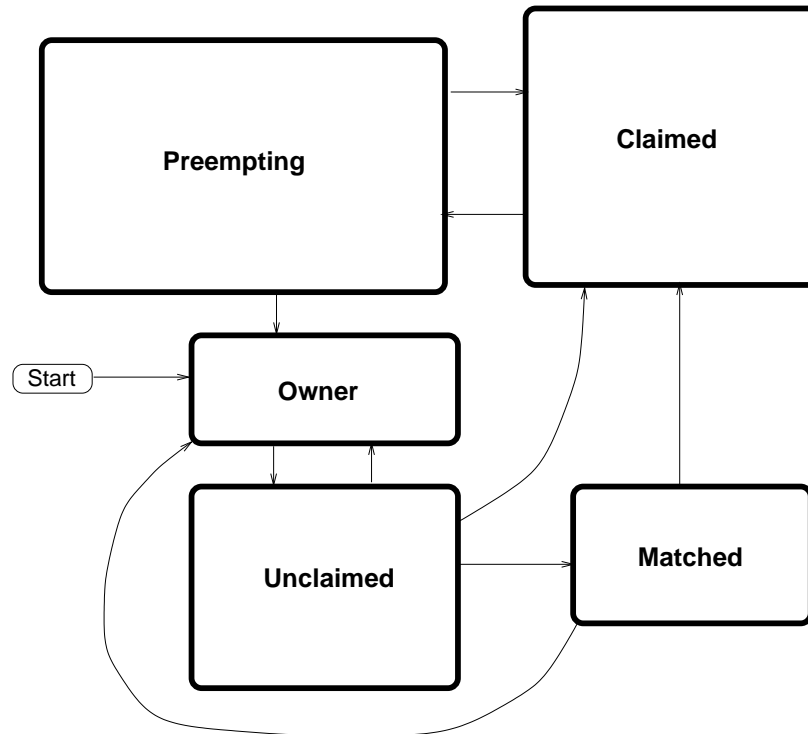 Preempting
Claimed
Start
Owner
Unclaimed
Matched